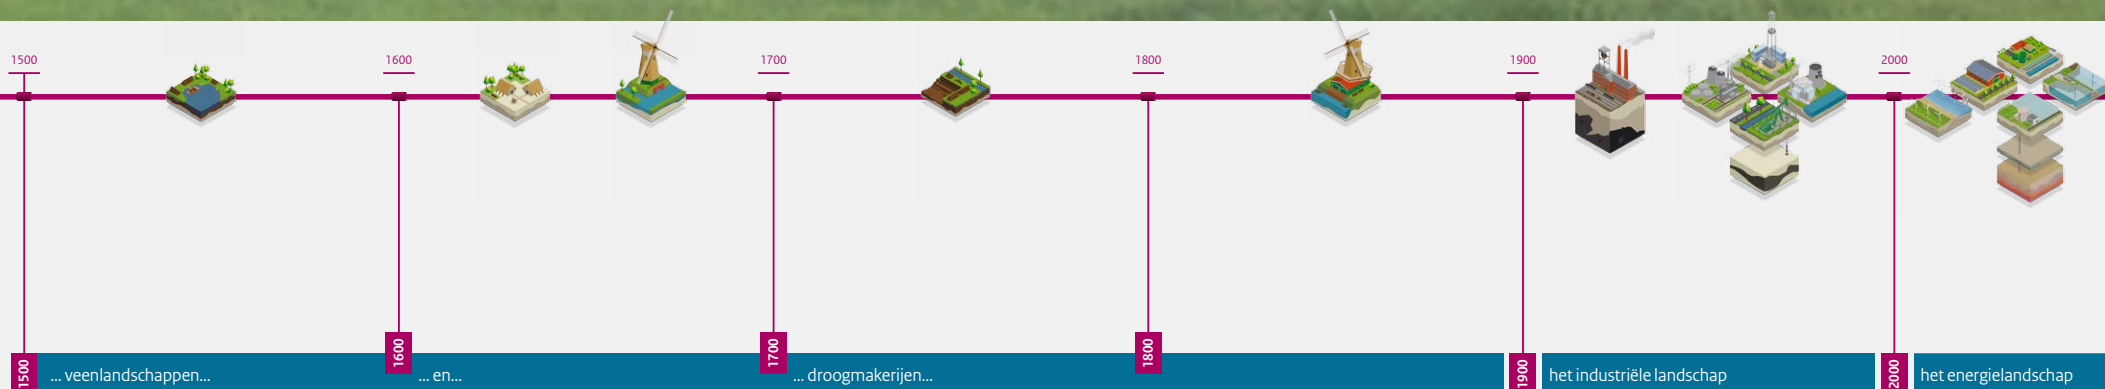 1500
1600
1700
1800
1900
2000
1500
1600
1700
1800
1900
2000
... veenlandschappen...
... en...
... droogmakerijen...
het industriële landschap
het energielandschap